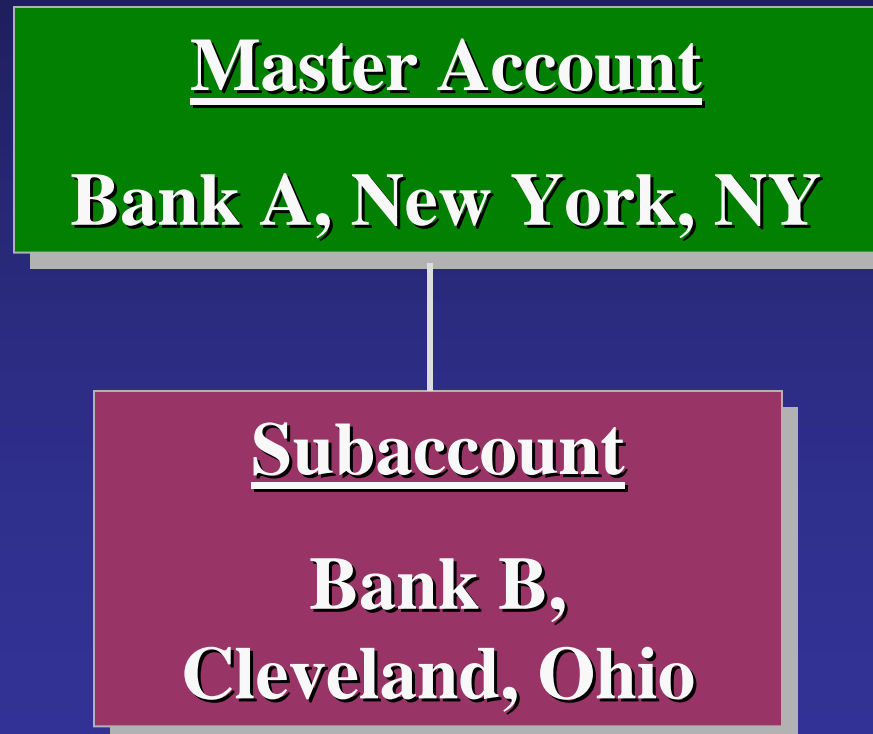 Master Account
Bank A, New York, NY
Subaccount
Bank B,
Cleveland, Ohio